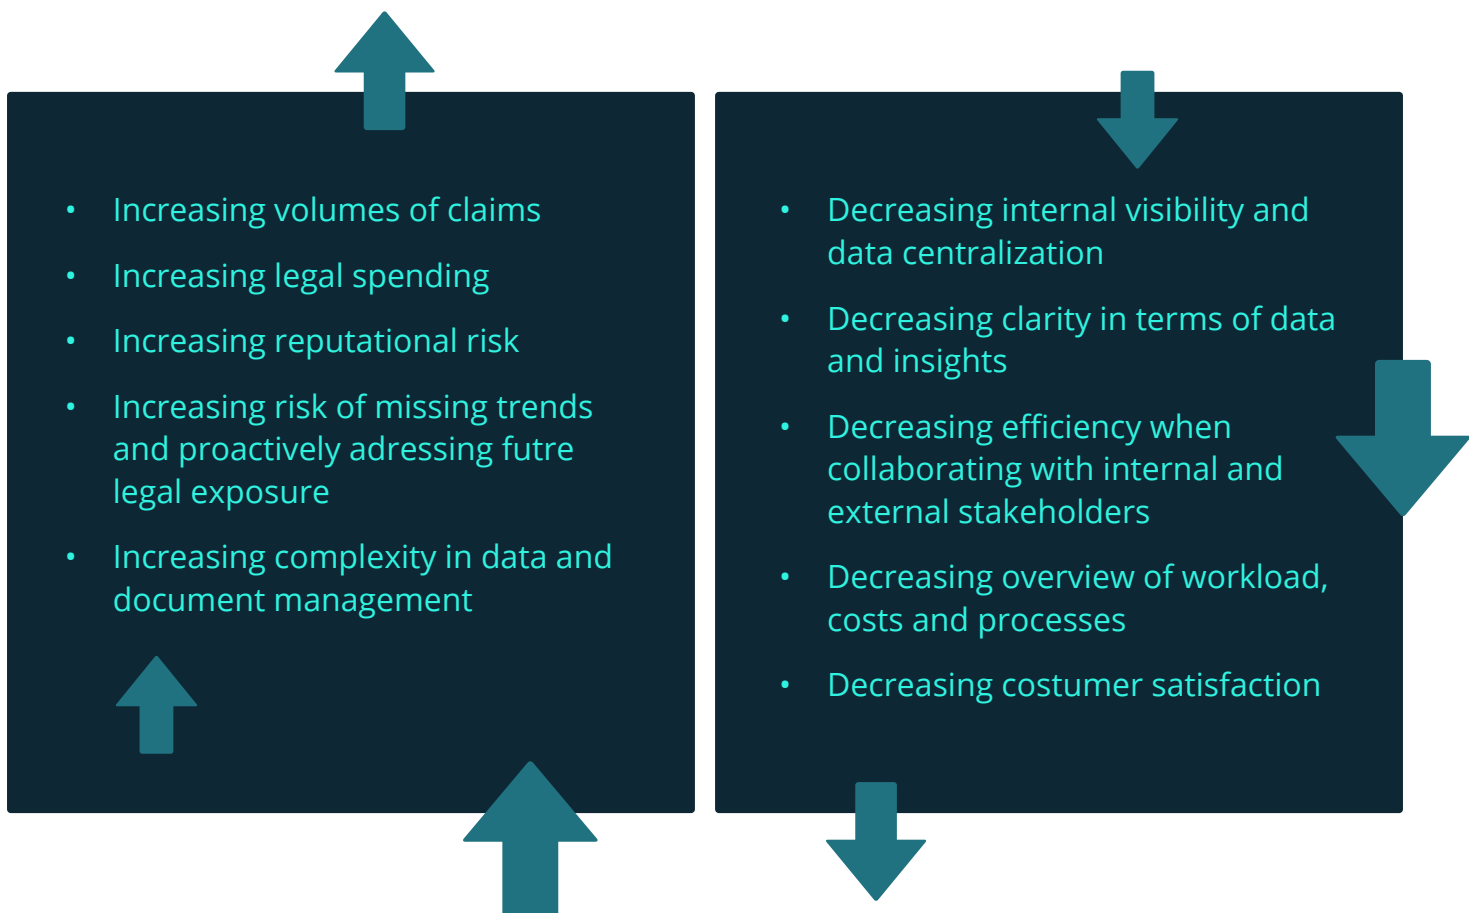 • Increasing volumes of claims
• Increasing legal spending
• Increasing reputational risk
• Increasing risk of missing trends
and proactively adressing futre
legal exposure
• Increasing complexity in data and
document management
• Decreasing internal visibility and
data centralization
• Decreasing clarity in terms of data
and insights
• Decreasing efficiency when
collaborating with internal and
external stakeholders
• Decreasing overview of workload,
costs and processes
• Decreasing costumer satisfaction